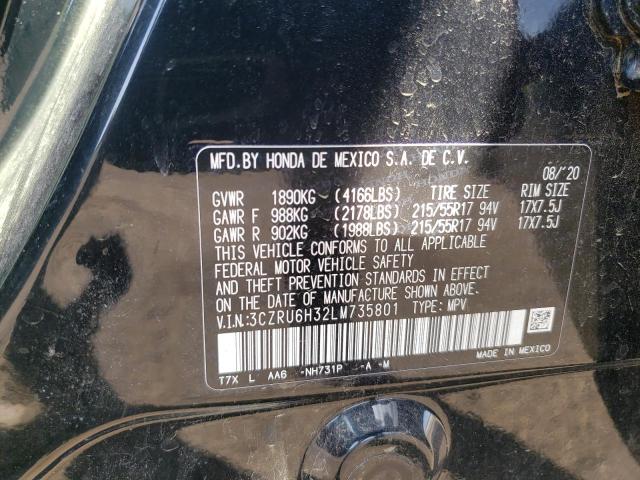 MFD.BY HONDA DE MEXICO S.A. DE C.V.
08/'20
GVWR 1890KG (4166LBS) TIRE SIZE RIM SIZE
GAWR F 988KG (2178LBS) 215/55R17 94V 17X7.5J
GAWR R 902KG (1988LBS) 215/55R17 94V 17X7.5J
THIS VEHICLE CONFORMS TO ALL APPLICABLE
FEDERAL MOTOR VEHICLE SAFETY
AND THEFT PREVENTION STANDARDS IN EFFECT
ON THE DATE OF MANUFACTURE SHOWN ABOVE.
V.I.N.:3CZRU6H32LM735801 TYPE: MPV
MADE IN MEXICO
T7X L AA6 -NH731P -A -M